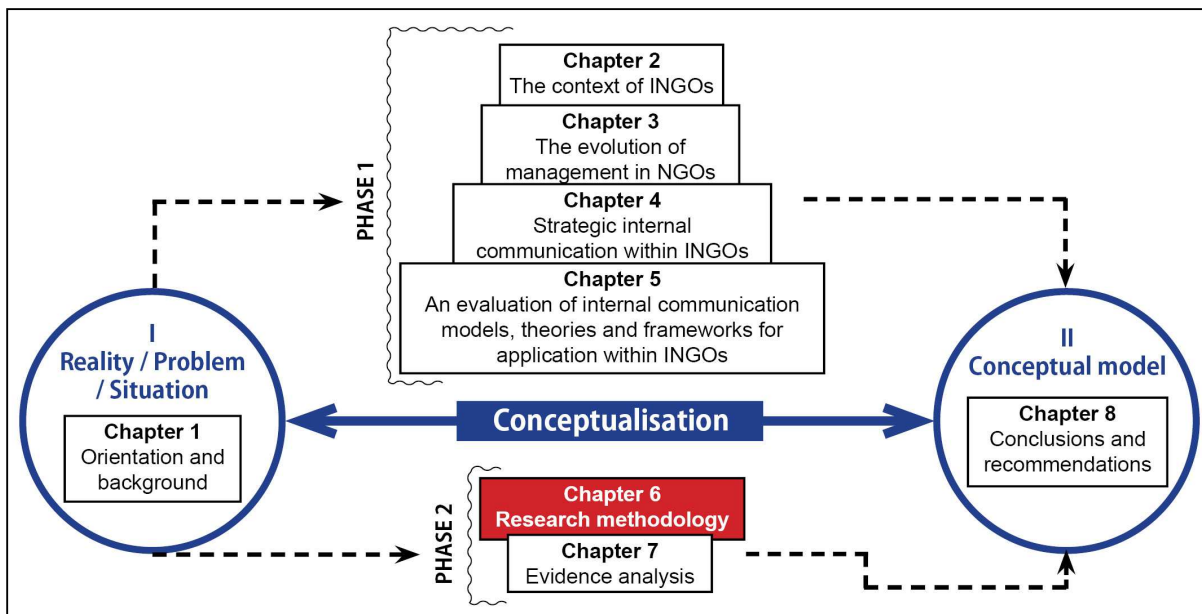 Chapter 2
The context of INGOs
Chapter 3
The evolution of
management in NGOs
Chapter 4
Strategic internal
communication within INGOs
Chapter 5
An evaluation of internal communication
models, theories and frameworks for
application within INGOs
PHASE 1
I
Reality / Problem
/ Situation
Chapter 1
Orientation and
background
Conceptualisation
II
Conceptual model
Chapter 8
Conclusions and
recommendations
PHASE 2
Chapter 6
Research methodology
Chapter 7
Evidence analysis